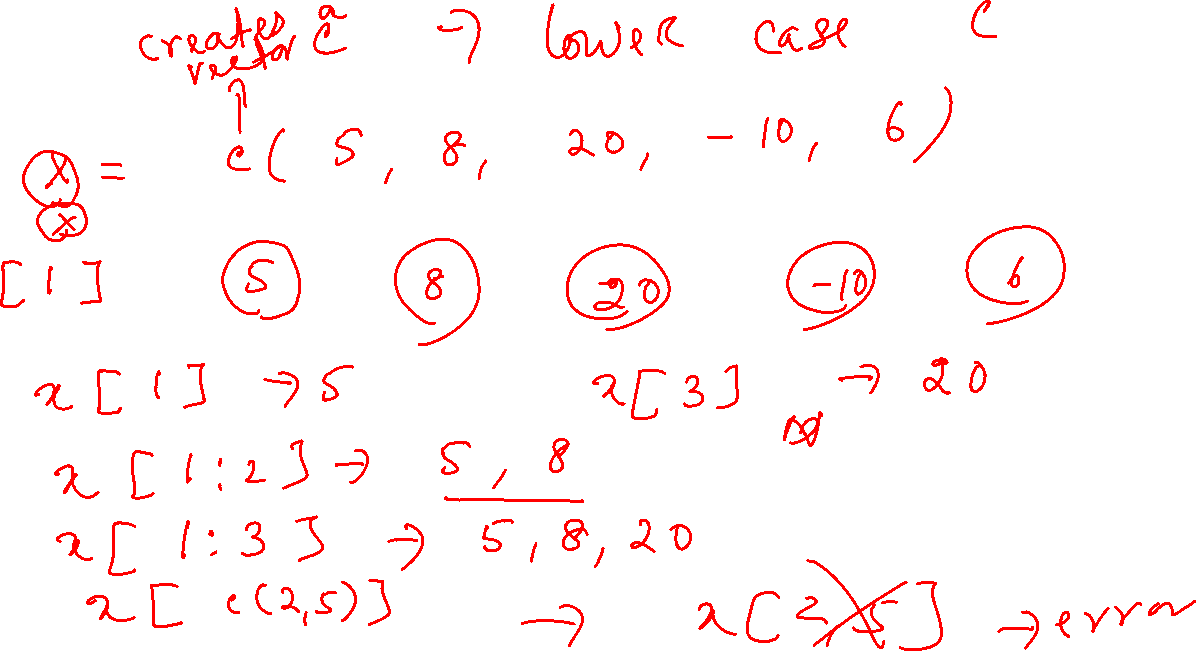 creates a c → lower case c
vector ↑
x = c( 5, 8, 20, -10, 6)
x
[1] 5 8 20 -10 6
x[1] → 5 x[3] → 20
x[1:2] → 5, 8
x[1:3] → 5, 8, 20
x[c(2,5)] → x[2,5] → error